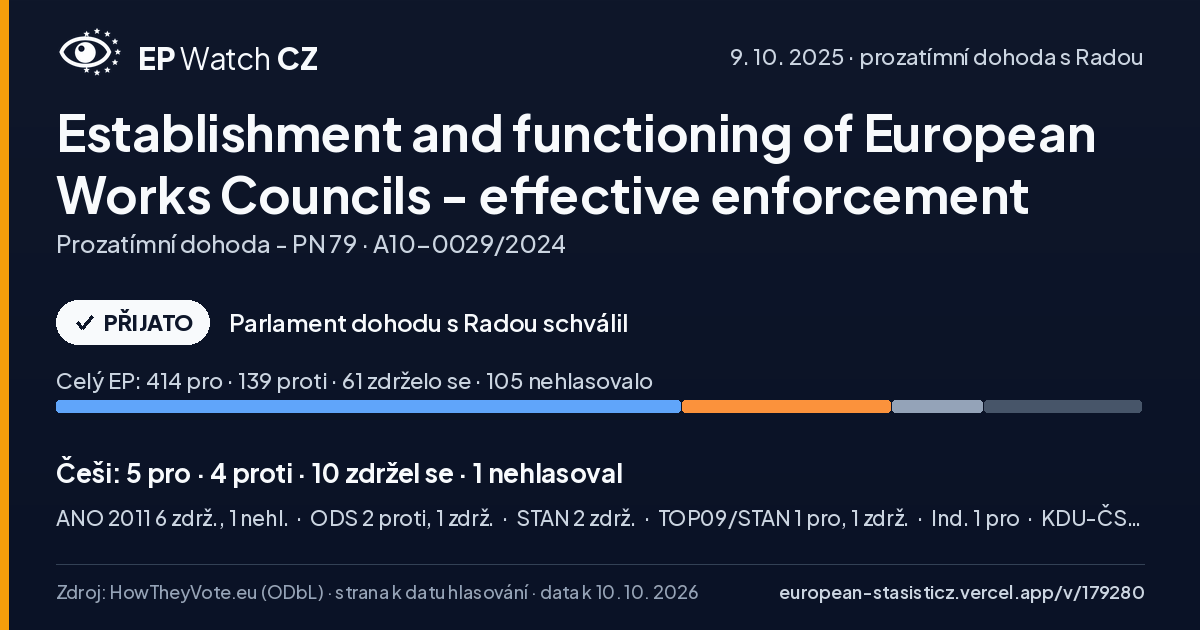 EP Watch CZ
9. 10. 2025 · prozatímní dohoda s Radou
Establishment and functioning of European
Works Councils – effective enforcement
Prozatímní dohoda - PN 79 · A10–0029/2024
✓ PŘIJATO
Parlament dohodu s Radou schválil
Celý EP: 414 pro · 139 proti · 61 zdrželo se · 105 nehlasovalo
Češi: 5 pro · 4 proti · 10 zdržel se · 1 nehlasoval
ANO 2011 6 zdrž., 1 nehl. · ODS 2 proti, 1 zdrž. · STAN 2 zdrž. · TOP09/STAN 1 pro, 1 zdrž. · Ind. 1 pro · KDU-ČS…
Zdroj: HowTheyVote.eu (ODbL) · strana k datu hlasování · data k 10. 10. 2026
european-stasisticz.vercel.app/v/179280